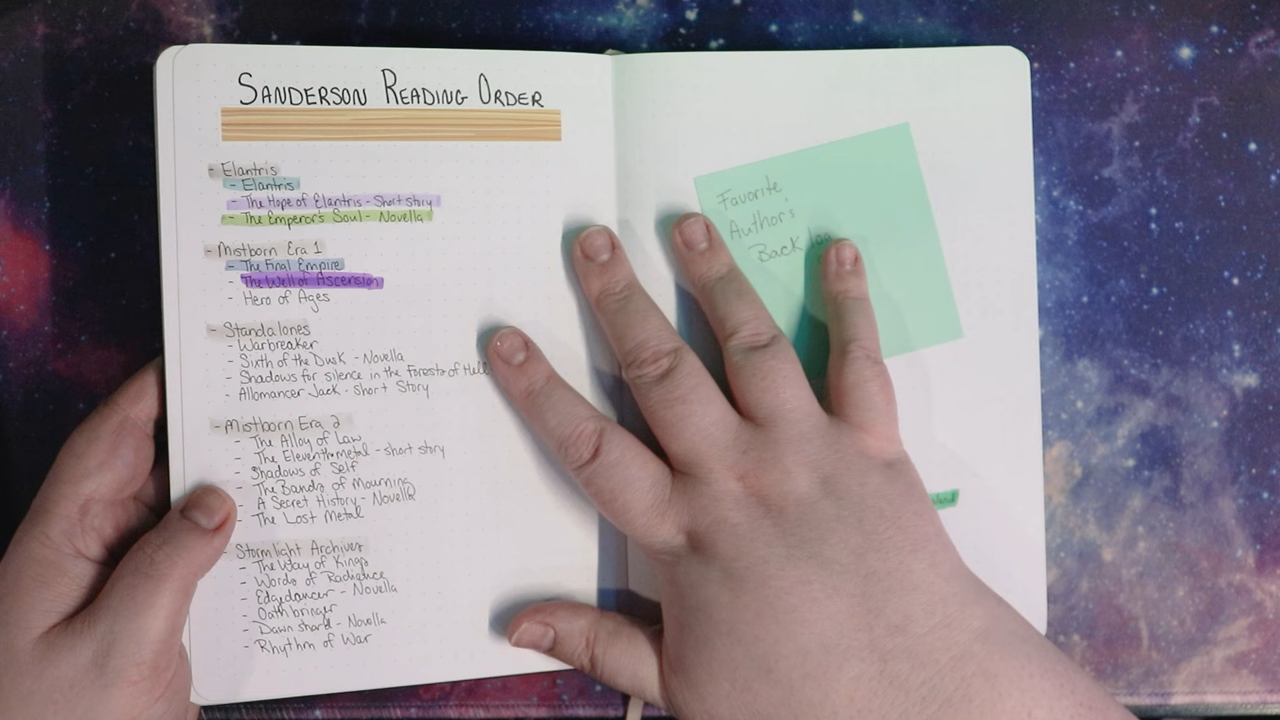 SANDERSON READING ORDER
- Elantris
- Elantris
- The Hope of Elantris - Short story
- The Emperor's Soul - Novella
- Mistborn Era 1
- The Final Empire
- The Well of Ascension
- Hero of Ages
- Standalones
- Warbreaker
- Sixth of the Dusk - Novella
- Shadows for silence in the Forests of Hell
- Allomancer Jack - short Story
- Mistborn Era 2
- The Alloy of Law
- The Eleventh metal - short story
- Shadows of Self
- The Bands of Mourning
- A Secret History - Novella
- The Lost Metal
- Stormlight Archives
- The Way of Kings
- Words of Radiance
- Edgedancer - Novella
- Oathbringer
- Dawnshard - Novella
- Rhythm of War
Favorite
Author's
Back log